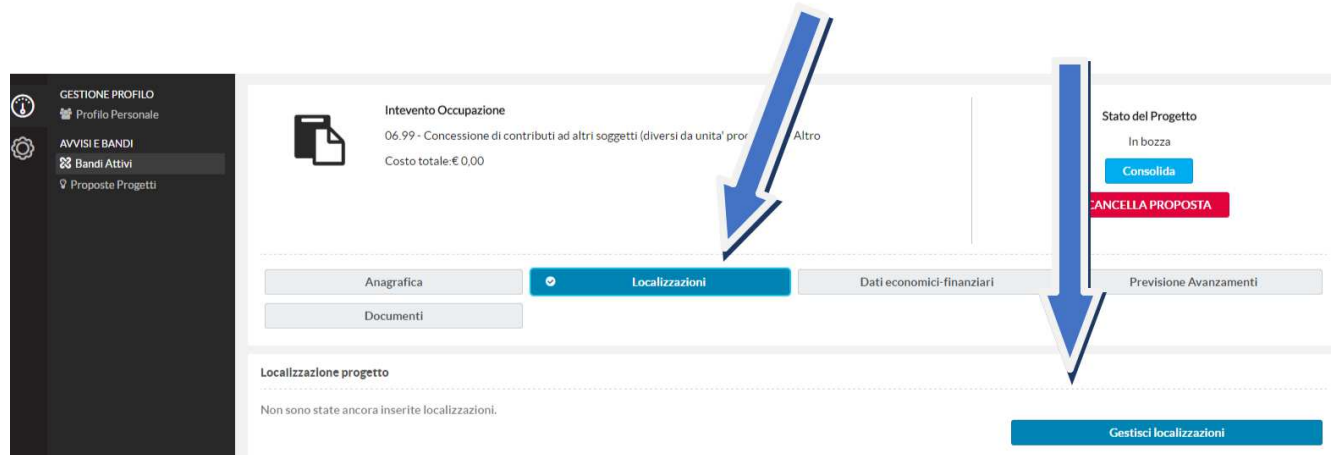 GESTIONE PROFILO
Profilo Personale
AVVISI E BANDI
Bandi Attivi
Proposte Progetti
Intevento Occupazione
06.99 - Concessione di contributi ad altri soggetti (diversi da unita' Altro
Costo totale:€ 0,00
Stato del Progetto
In bozza
Consolida
CANCELLA PROPOSTA
Anagrafica
Localizzazioni
Dati economici-finanziari
Previsione Avanzamenti
Documenti
Localizzazione progetto
Non sono state ancora inserite localizzazioni.
Gestisci localizzazioni